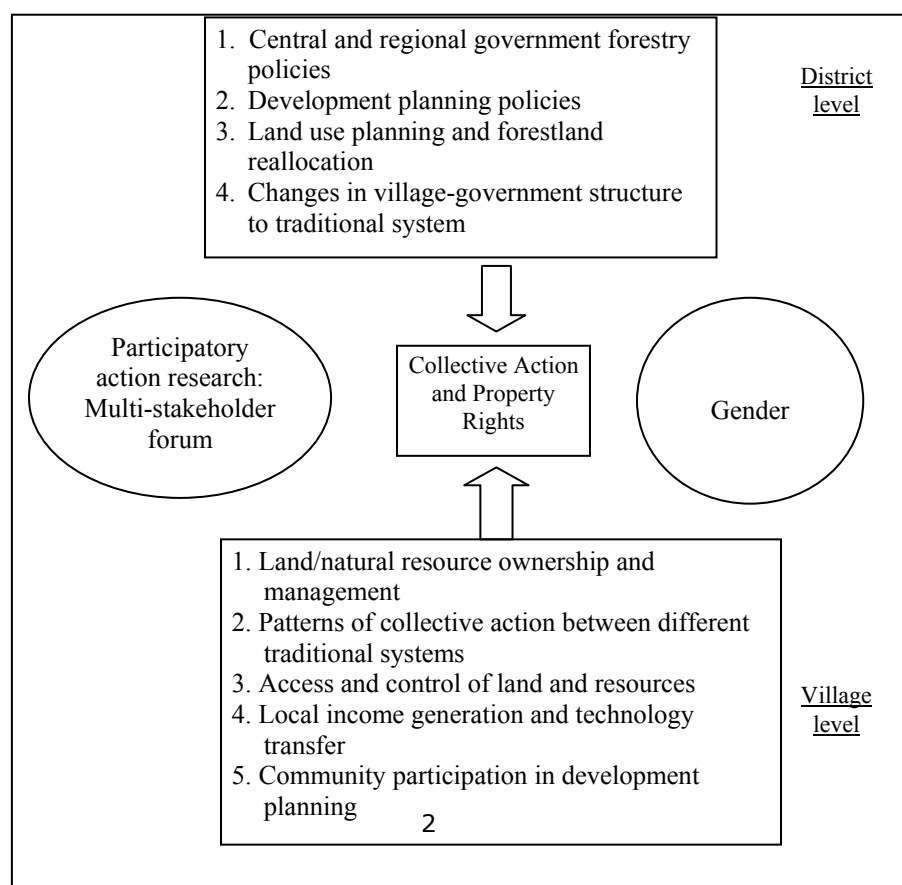 1. Central and regional government forestry
policies
2. Development planning policies
3. Land use planning and forestland
reallocation
4. Changes in village-government structure
to traditional system
District
level
Participatory
action research:
Multi-stakeholder
forum
Collective Action
and Property
Rights
Gender
1. Land/natural resource ownership and
management
2. Patterns of collective action between different
traditional systems
3. Access and control of land and resources
4. Local income generation and technology
transfer
5. Community participation in development
planning
Village
level
2